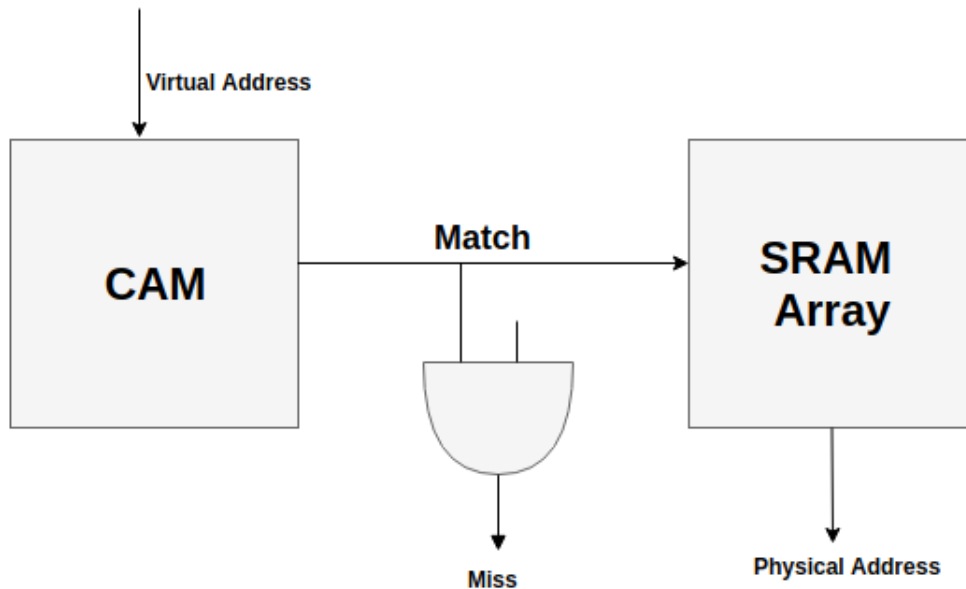 Virtual Address
CAM
Match
SRAM
Array
Miss
Physical Address